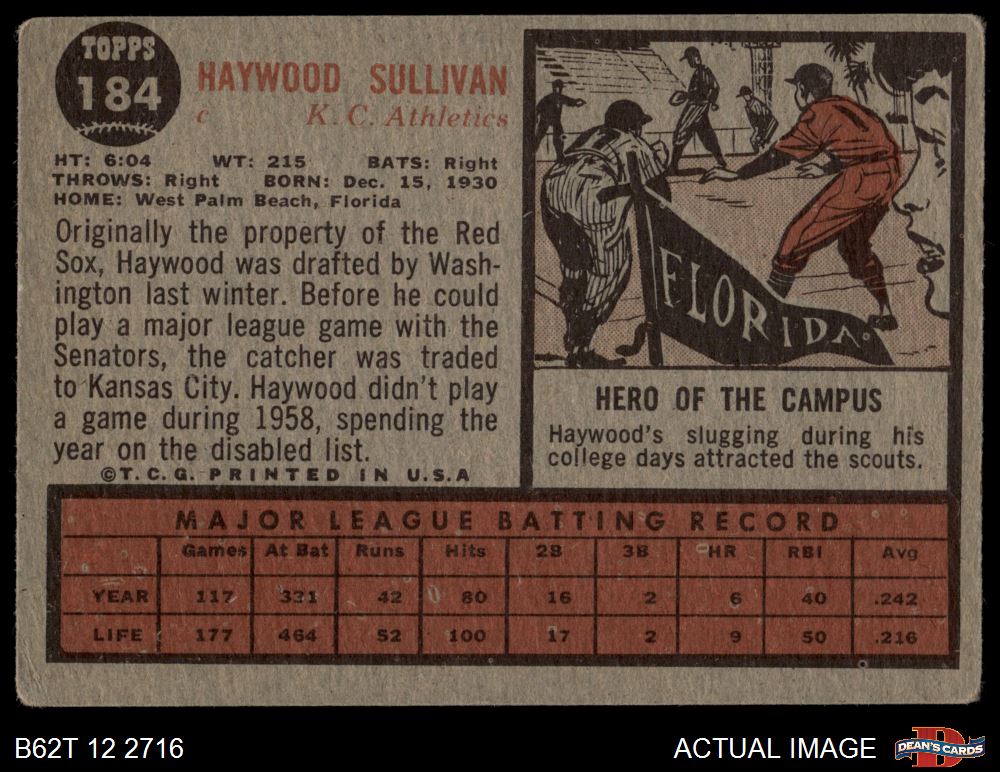 TOPPS
184
HAYWOOD SULLIVAN
c K. C. Athletics
HT: 6:04 WT: 215 BATS: Right
THROWS: Right BORN: Dec. 15, 1930
HOME: West Palm Beach, Florida
Originally the property of the Red
Sox, Haywood was drafted by Wash-
ington last winter. Before he could
play a major league game with the
Senators, the catcher was traded
to Kansas City. Haywood didn't play
a game during 1958, spending the
year on the disabled list.
©T.C.G. PRINTED IN U.S.A
FLORIDA
HERO OF THE CAMPUS
Haywood's slugging during his
college days attracted the scouts.
MAJOR LEAGUE BATTING RECORD
Games At Bat Runs Hits 2B 3B HR RBI Avg
YEAR 117 331 42 80 16 2 6 40 .242
LIFE 177 464 52 100 17 2 9 50 .216
B62T 12 2716
ACTUAL IMAGE
D
DEAN'S CARDS